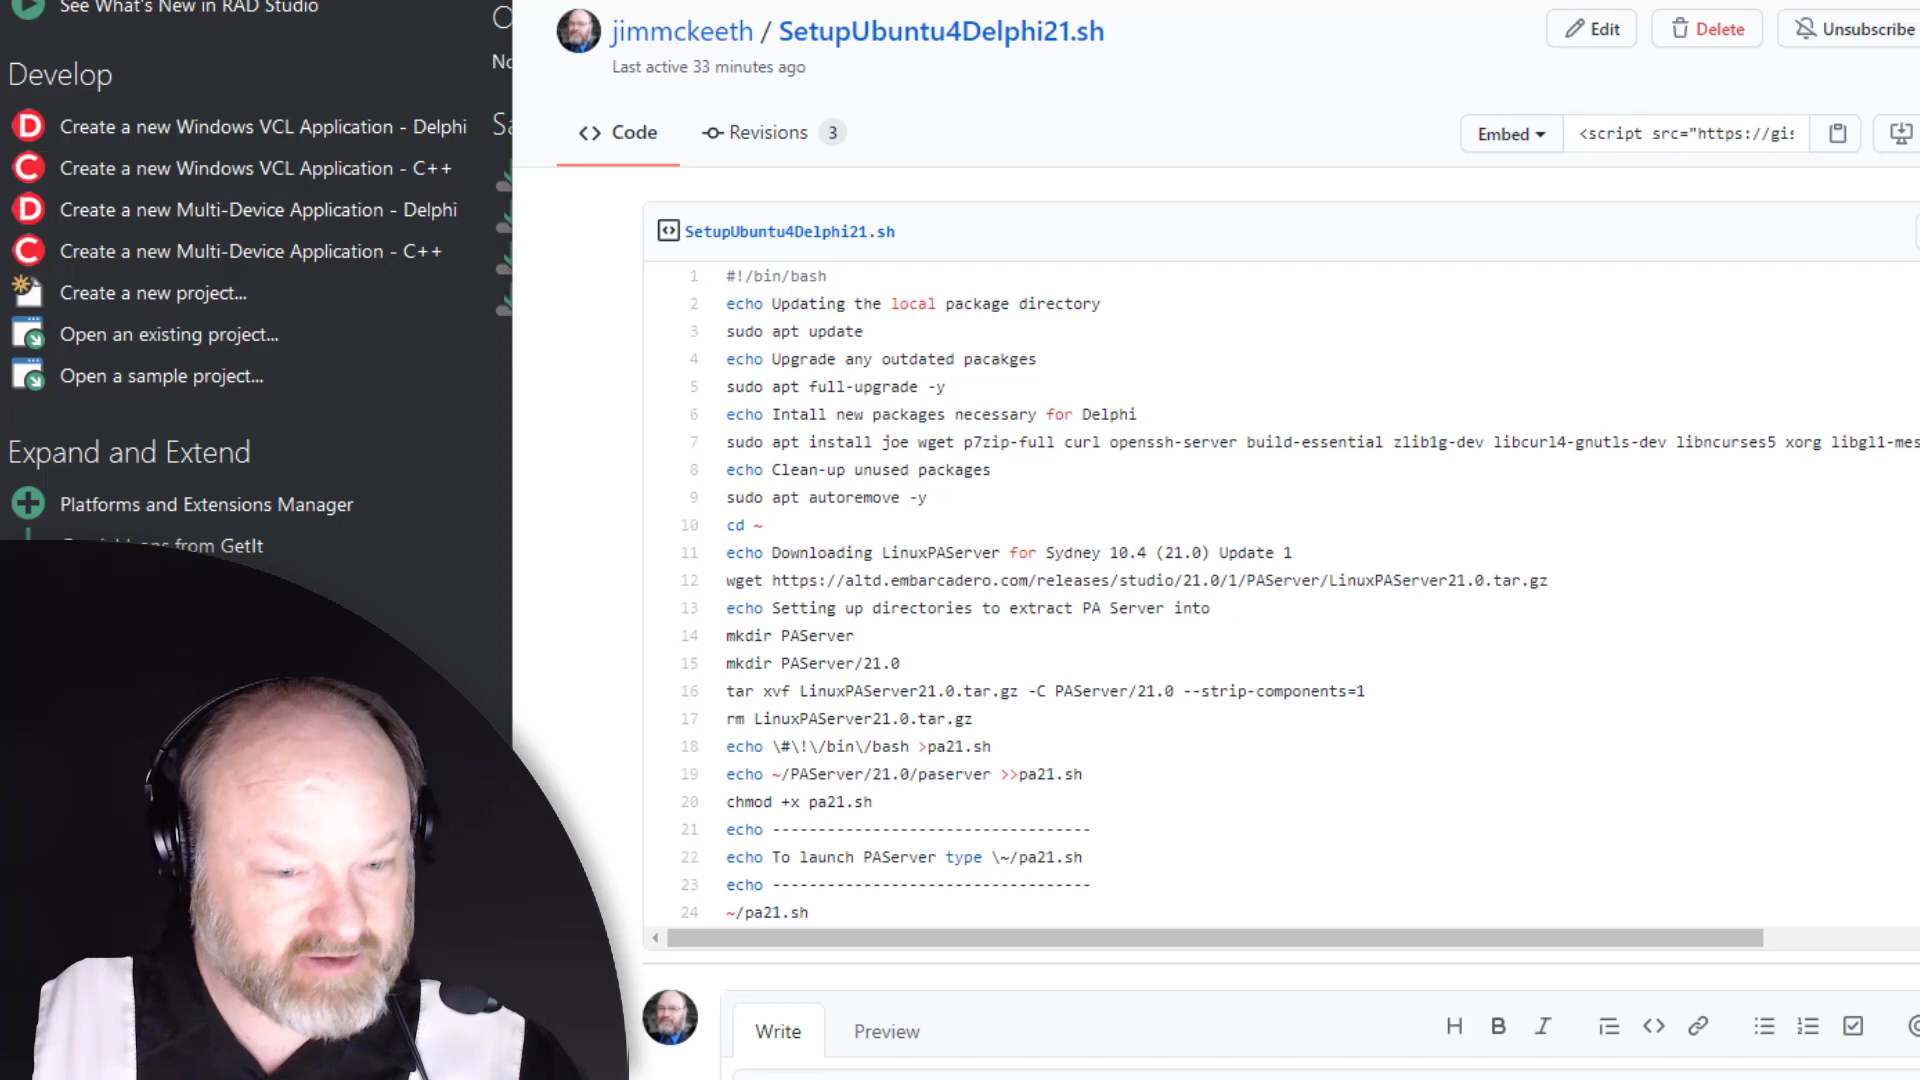 See What's New in RAD Studio
Develop
Create a new Windows VCL Application - Delphi
Create a new Windows VCL Application - C++
Create a new Multi-Device Application - Delphi
Create a new Multi-Device Application - C++
Create a new project...
Open an existing project...
Open a sample project...
Expand and Extend
Platforms and Extensions Manager
from GetIt
jimmckeeth / SetupUbuntu4Delphi21.sh
Last active 33 minutes ago
Edit
Delete
Unsubscribe
Code
Revisions 3
Embed
<script src="https://gi
SetupUbuntu4Delphi21.sh
1 #!/bin/bash
2 echo Updating the local package directory
3 sudo apt update
4 echo Upgrade any outdated pacakges
5 sudo apt full-upgrade -y
6 echo Intall new packages necessary for Delphi
7 sudo apt install joe wget p7zip-full curl openssh-server build-essential zlib1g-dev libcurl4-gnutls-dev libncurses5 xorg libgl1-mes
8 echo Clean-up unused packages
9 sudo apt autoremove -y
10 cd ~
11 echo Downloading LinuxPAServer for Sydney 10.4 (21.0) Update 1
12 wget https://altd.embarcadero.com/releases/studio/21.0/1/PAServer/LinuxPAServer21.0.tar.gz
13 echo Setting up directories to extract PA Server into
14 mkdir PAServer
15 mkdir PAServer/21.0
16 tar xvf LinuxPAServer21.0.tar.gz -C PAServer/21.0 --strip-components=1
17 rm LinuxPAServer21.0.tar.gz
18 echo \#\!\/bin\/bash >pa21.sh
19 echo ~/PAServer/21.0/paserver >>pa21.sh
20 chmod +x pa21.sh
21 echo -----------------------------------
22 echo To launch PAServer type \~/pa21.sh
23 echo -----------------------------------
24 ~/pa21.sh
Write
Preview